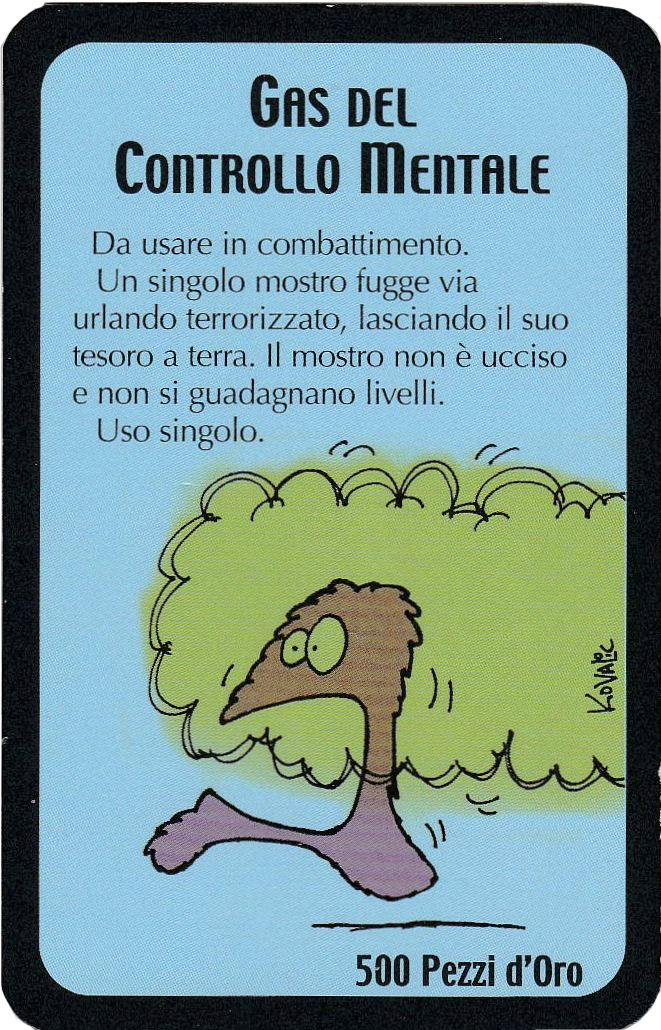 Gas del
Controllo Mentale
Da usare in combattimento.
Un singolo mostro fugge via
urlando terrorizzato, lasciando il suo
tesoro a terra. Il mostro non è ucciso
e non si guadagnano livelli.
Uso singolo.
Kovalic
500 Pezzi d'Oro